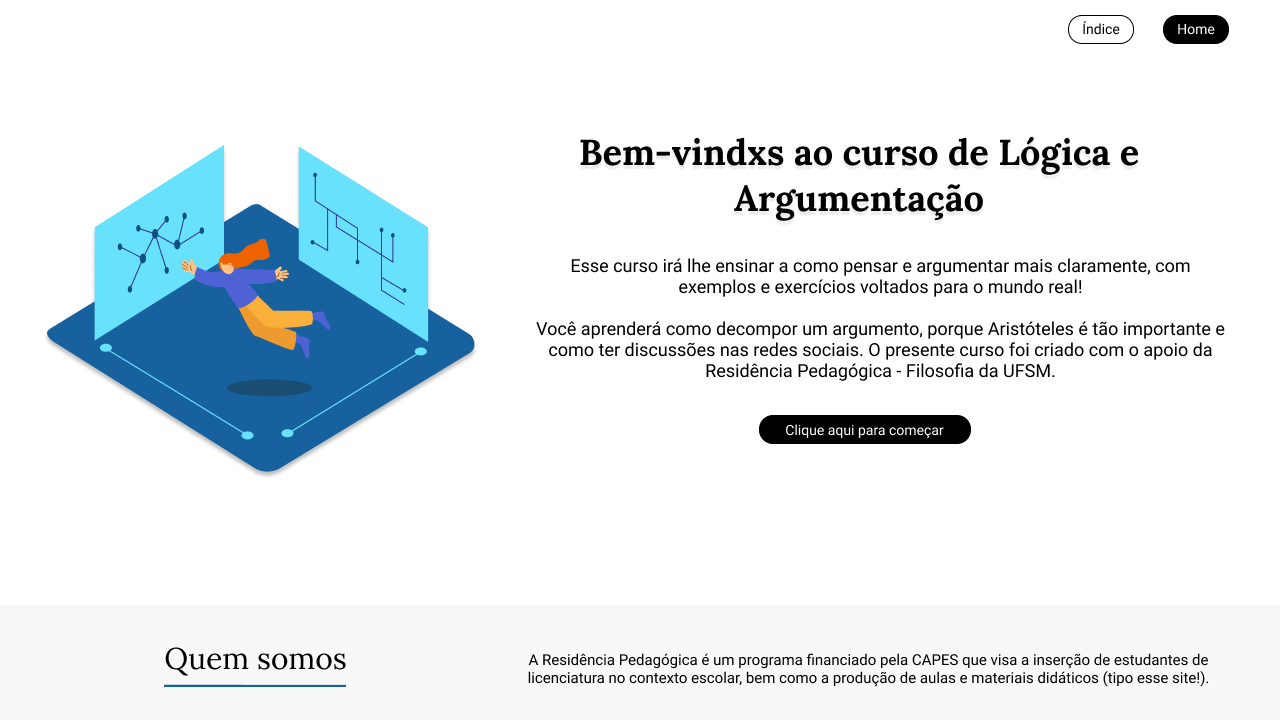 Índice
Home
Bem-vindxs ao curso de Lógica e
Argumentação
Esse curso irá lhe ensinar a como pensar e argumentar mais claramente, com
exemplos e exercícios voltados para o mundo real!
Você aprenderá como decompor um argumento, porque Aristóteles é tão importante e
como ter discussões nas redes sociais. O presente curso foi criado com o apoio da
Residência Pedagógica - Filosofia da UFSM.
Clique aqui para começar
Quem somos
A Residência Pedagógica é um programa financiado pela CAPES que visa a inserção de estudantes de
licenciatura no contexto escolar, bem como a produção de aulas e materiais didáticos (tipo esse site!).